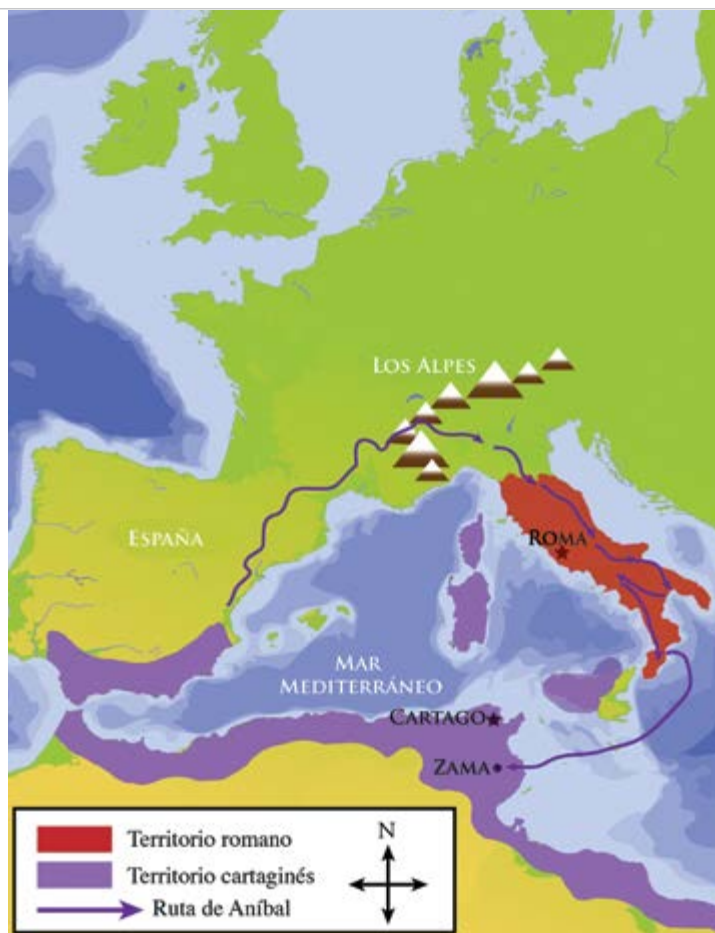 LOS ALPES
ESPAÑA
ROMA
MAR
MEDITERRÁNEO
CARTAGO
ZAMA
N
Territorio romano
Territorio cartaginés
Ruta de Aníbal